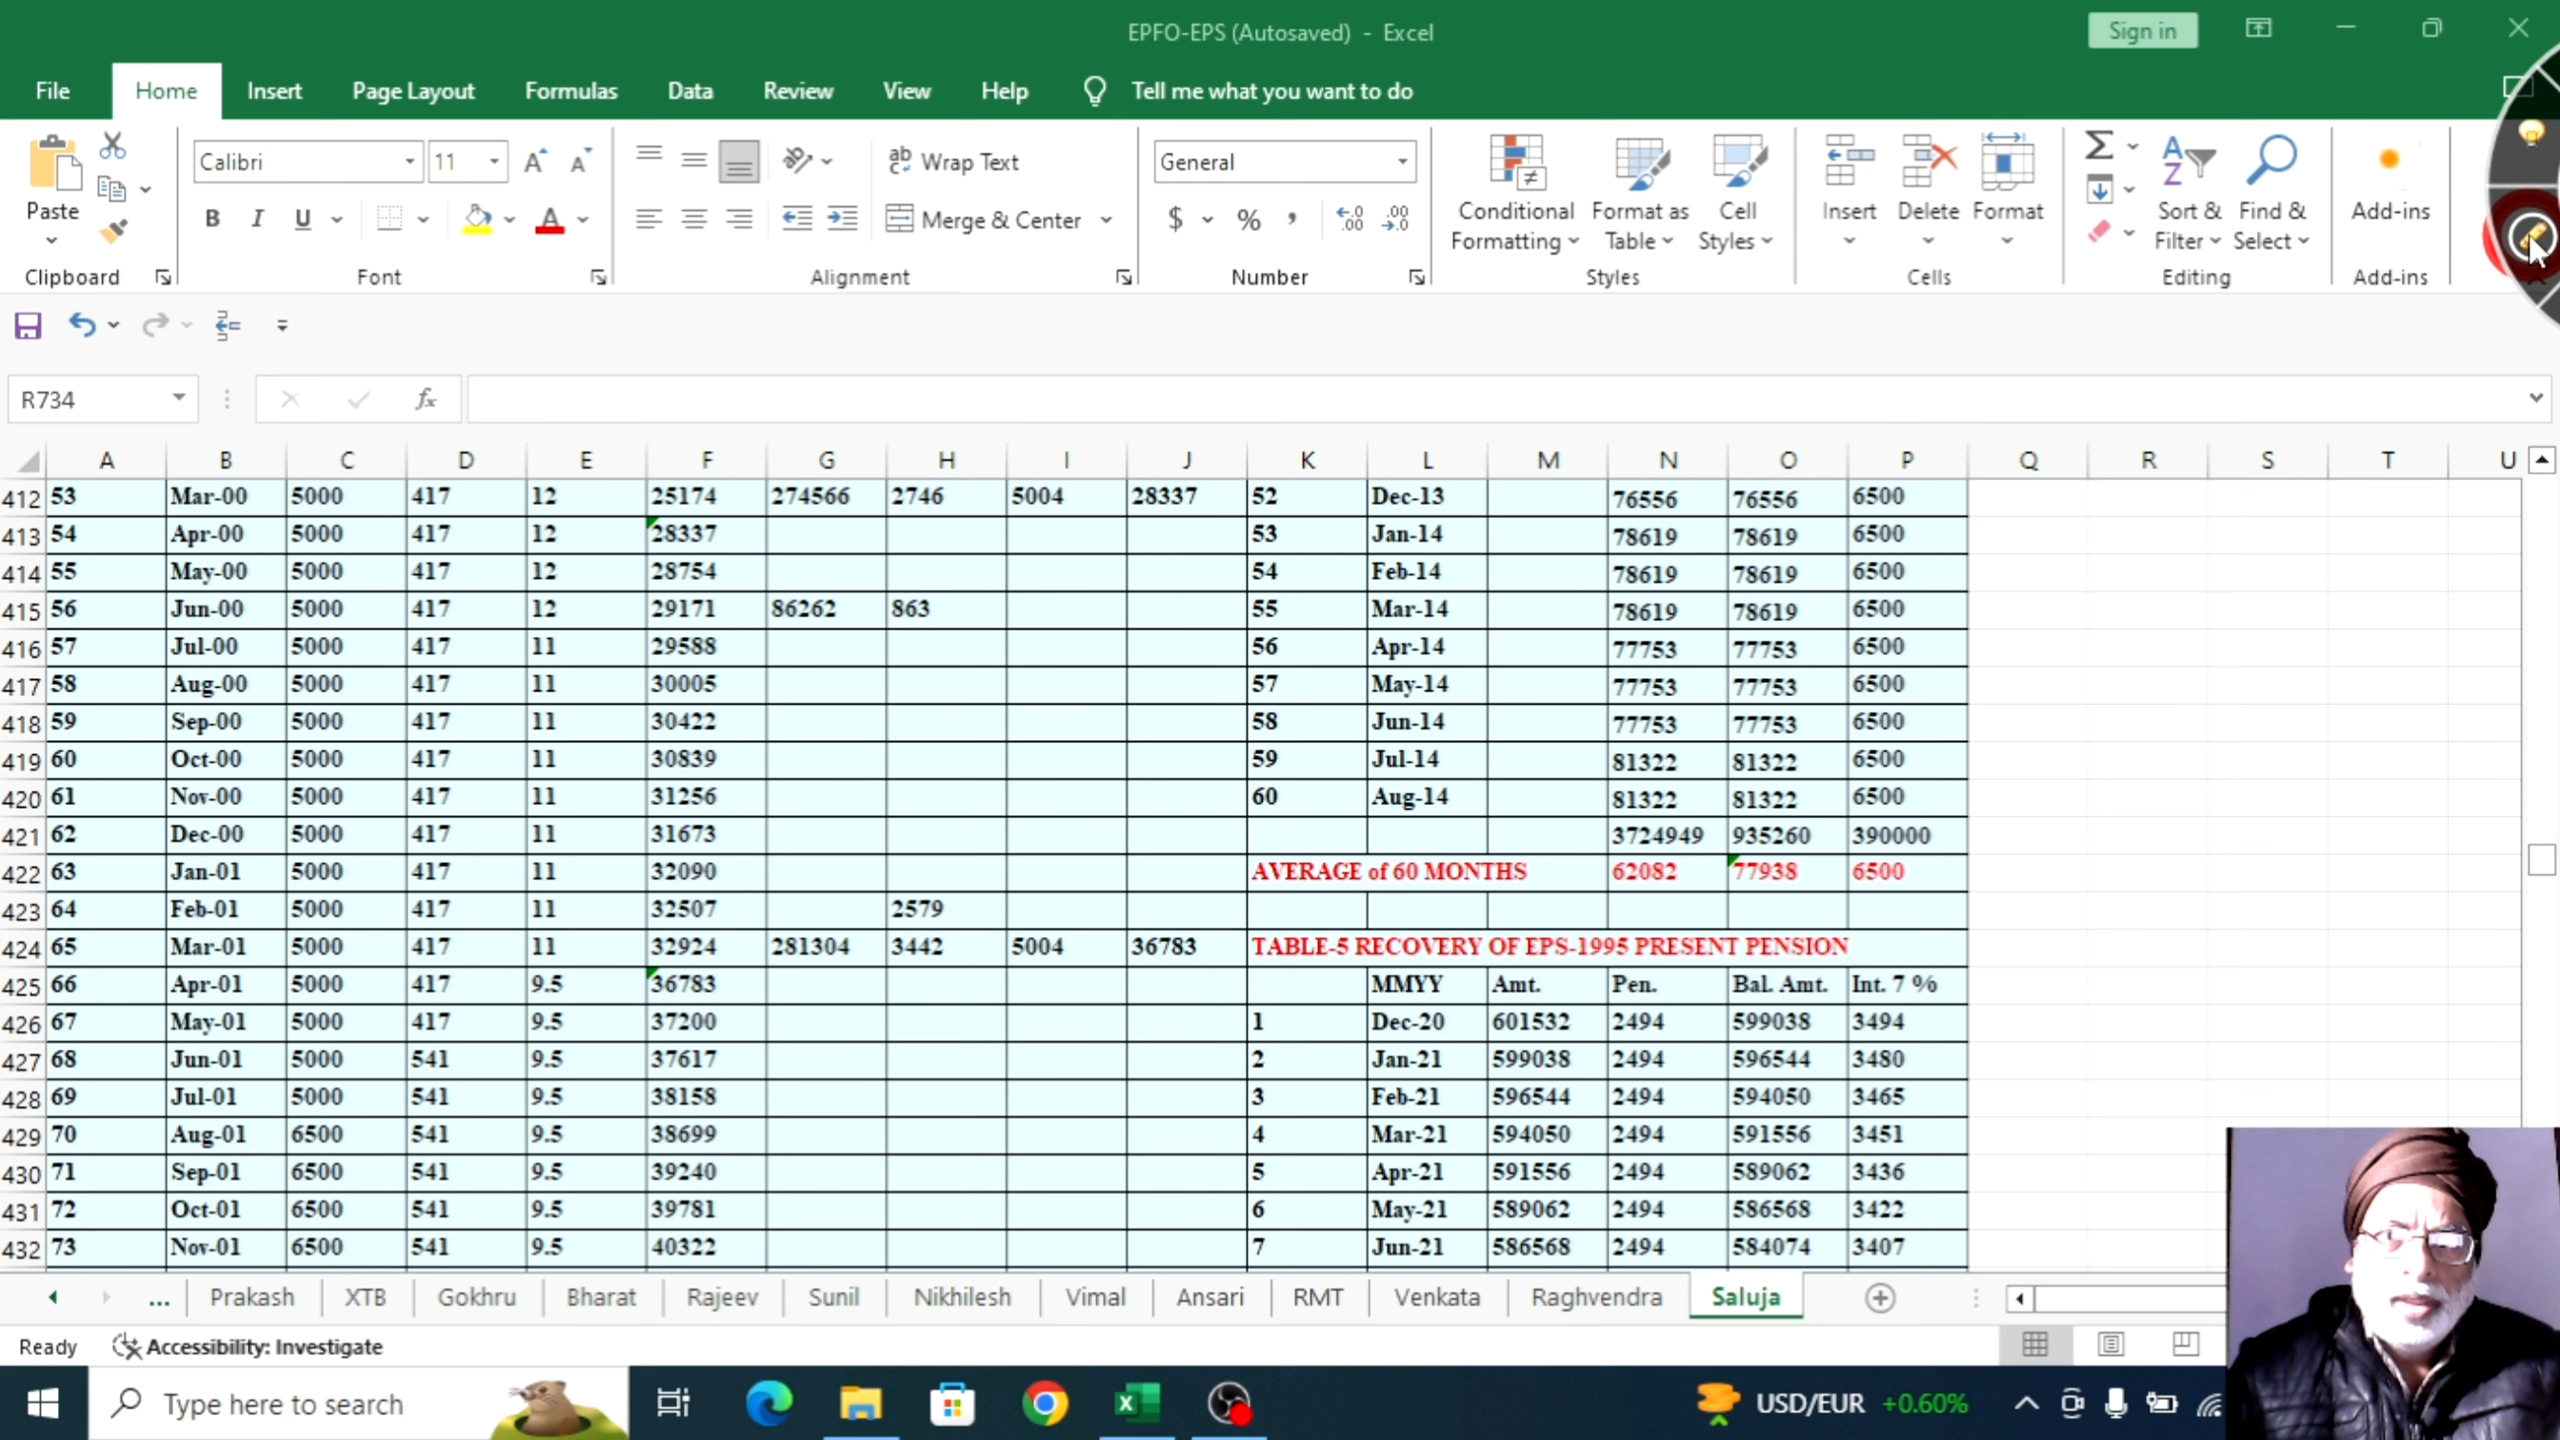 EPFO-EPS (Autosaved) - Excel
Sign in
File Home Insert Page Layout Formulas Data Review View Help Tell me what you want to do
Calibri 11 Wrap Text General
Paste Merge & Center $ % , Conditional Formatting Format as Table Cell Styles Insert Delete Format Sort & Filter Find & Select Add-ins
Clipboard Font Alignment Number Styles Cells Editing Add-ins
R734 fx
A B C D E F G H I J K L M N O P Q R S T U
412 53 Mar-00 5000 417 12 25174 274566 2746 5004 28337 52 Dec-13 76556 76556 6500
413 54 Apr-00 5000 417 12 28337 53 Jan-14 78619 78619 6500
414 55 May-00 5000 417 12 28754 54 Feb-14 78619 78619 6500
415 56 Jun-00 5000 417 12 29171 86262 863 55 Mar-14 78619 78619 6500
416 57 Jul-00 5000 417 11 29588 56 Apr-14 77753 77753 6500
417 58 Aug-00 5000 417 11 30005 57 May-14 77753 77753 6500
418 59 Sep-00 5000 417 11 30422 58 Jun-14 77753 77753 6500
419 60 Oct-00 5000 417 11 30839 59 Jul-14 81322 81322 6500
420 61 Nov-00 5000 417 11 31256 60 Aug-14 81322 81322 6500
421 62 Dec-00 5000 417 11 31673 3724949 935260 390000
422 63 Jan-01 5000 417 11 32090 AVERAGE of 60 MONTHS 62082 77938 6500
423 64 Feb-01 5000 417 11 32507 2579
424 65 Mar-01 5000 417 11 32924 281304 3442 5004 36783 TABLE-5 RECOVERY OF EPS-1995 PRESENT PENSION
425 66 Apr-01 5000 417 9.5 36783 MMYY Amt. Pen. Bal. Amt. Int. 7 %
426 67 May-01 5000 417 9.5 37200 1 Dec-20 601532 2494 599038 3494
427 68 Jun-01 5000 541 9.5 37617 2 Jan-21 599038 2494 596544 3480
428 69 Jul-01 5000 541 9.5 38158 3 Feb-21 596544 2494 594050 3465
429 70 Aug-01 6500 541 9.5 38699 4 Mar-21 594050 2494 591556 3451
430 71 Sep-01 6500 541 9.5 39240 5 Apr-21 591556 2494 589062 3436
431 72 Oct-01 6500 541 9.5 39781 6 May-21 589062 2494 586568 3422
432 73 Nov-01 6500 541 9.5 40322 7 Jun-21 586568 2494 584074 3407
... Prakash XTB Gokhru Bharat Rajeev Sunil Nikhilesh Vimal Ansari RMT Venkata Raghvendra Saluja
Ready Accessibility: Investigate
Type here to search USD/EUR +0.60%